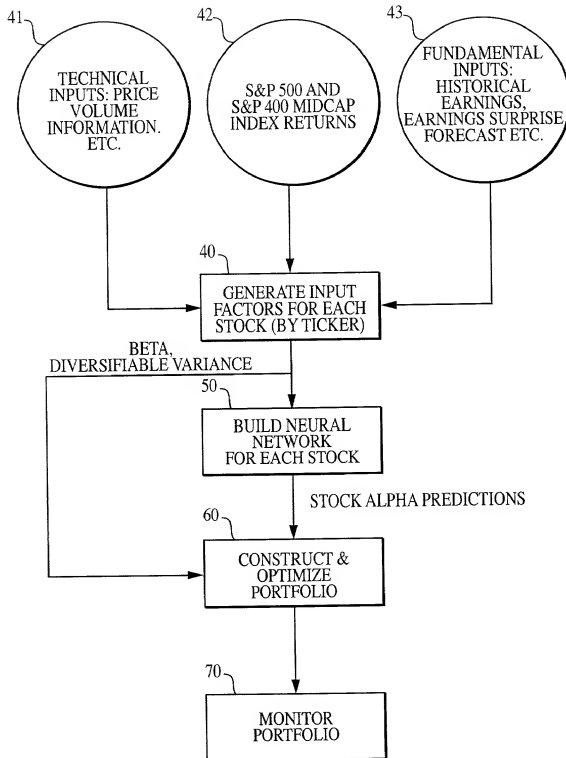 41
TECHNICAL
INPUTS: PRICE
VOLUME
INFORMATION.
ETC.
42
S&P 500 AND
S&P 400 MIDCAP
INDEX RETURNS
43
FUNDAMENTAL
INPUTS:
HISTORICAL
EARNINGS,
EARNINGS SURPRISE
FORECAST ETC.
40
GENERATE INPUT
FACTORS FOR EACH
STOCK (BY TICKER)
BETA,
DIVERSIFIABLE VARIANCE
50
BUILD NEURAL
NETWORK
FOR EACH STOCK
STOCK ALPHA PREDICTIONS
60
CONSTRUCT &
OPTIMIZE
PORTFOLIO
70
MONITOR
PORTFOLIO